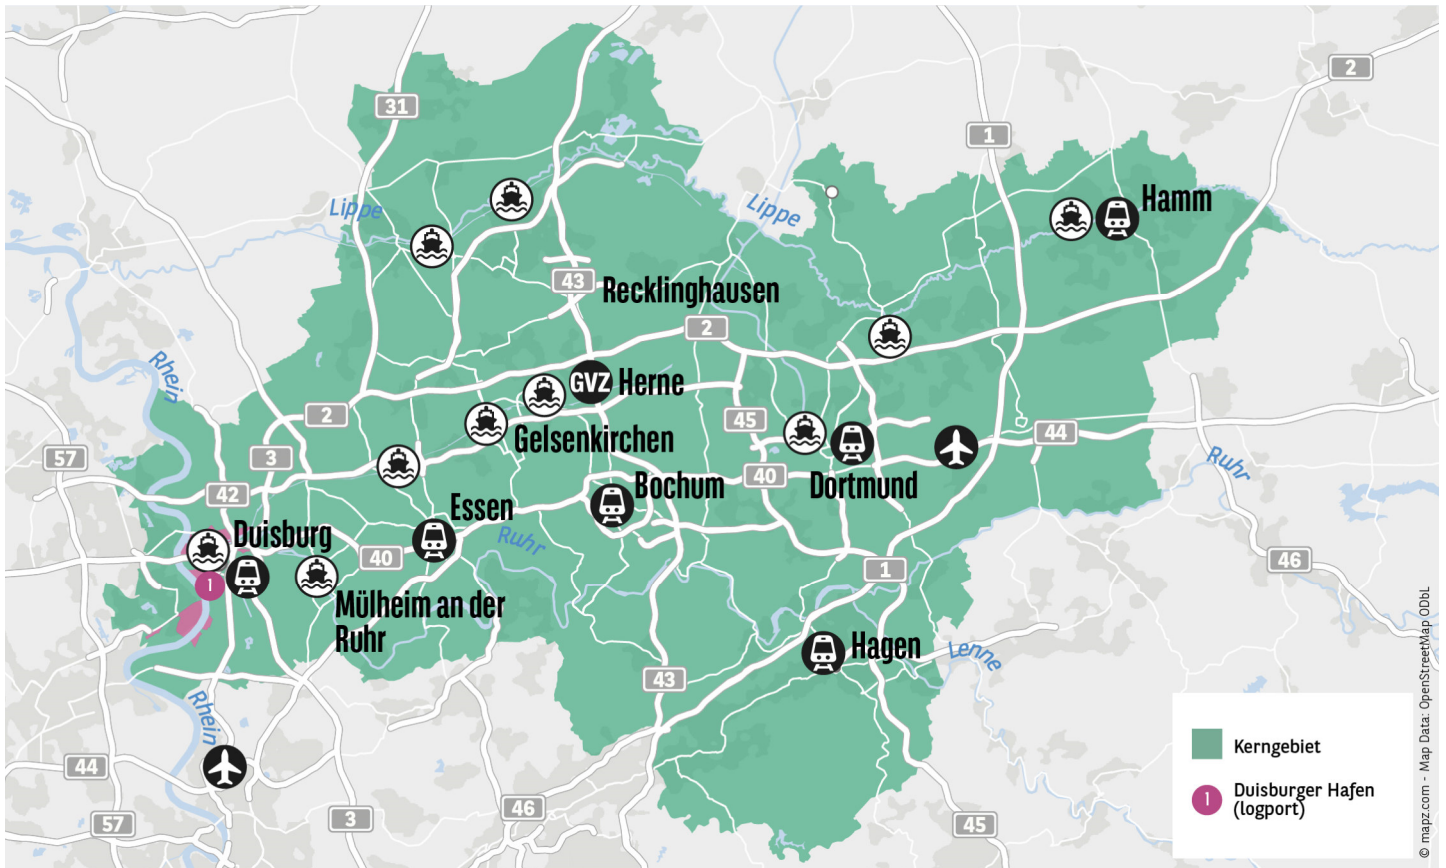 2
31
1
Hamm
Lippe
Lippe
43
Recklinghausen
2
Rhein
GVZ
Herne
2
45
Gelsenkirchen
44
57
3
Ruhr
40
Bochum
Dortmund
42
Essen
Duisburg
Ruhr
40
46
1
1
Mülheim an der
Ruhr
Hagen
Lenne
43
Rhein
44
46
57
3
45
Kerngebiet
1
Duisburger Hafen
(logport)
© mapz.com - Map Data: OpenStreetMap ODbL